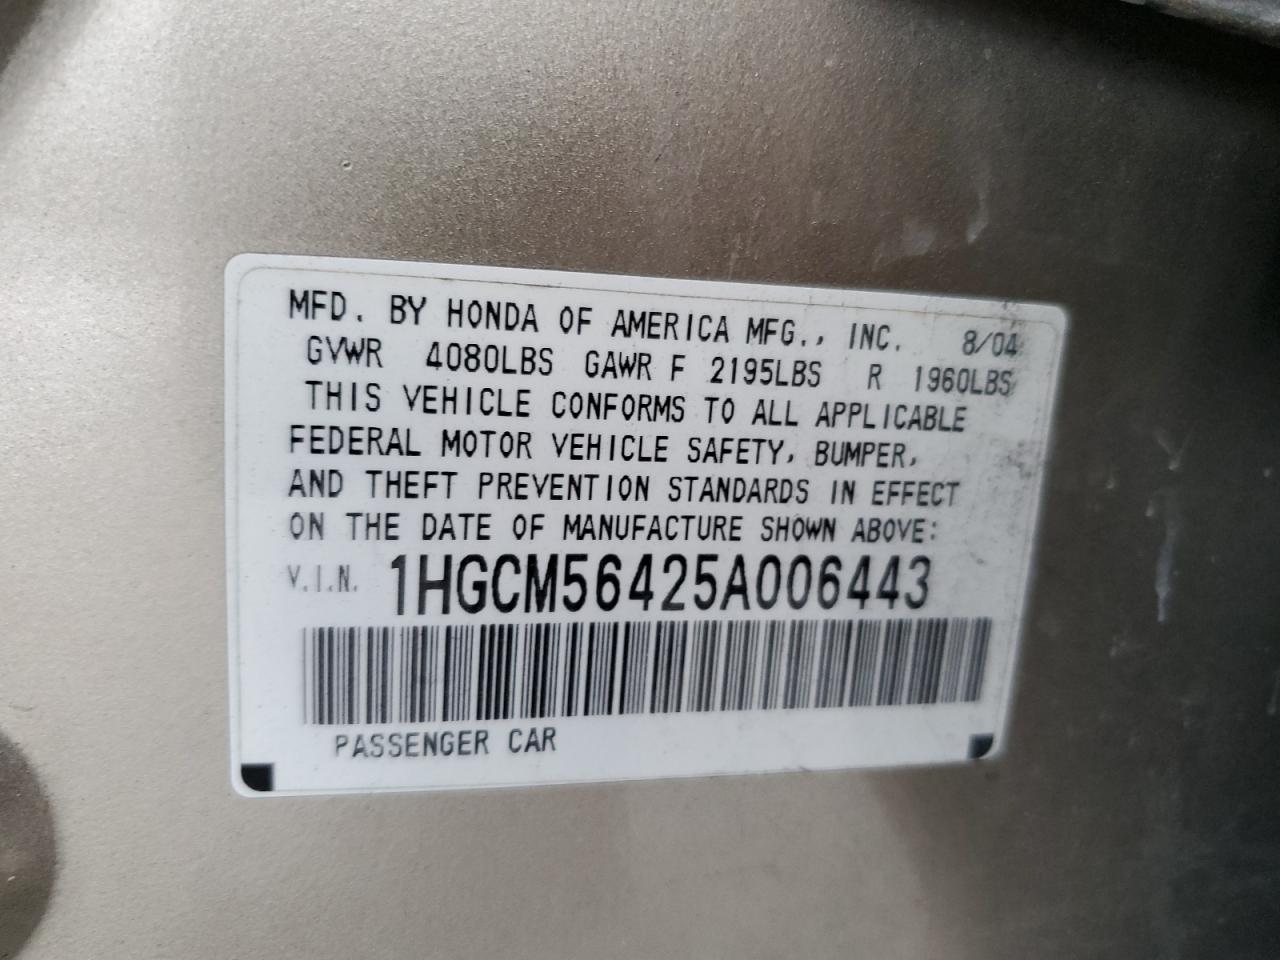 MFD. BY HONDA OF AMERICA MFG., INC. 8/04
GVWR 4080LBS GAWR F 2195LBS R 1960LBS
THIS VEHICLE CONFORMS TO ALL APPLICABLE
FEDERAL MOTOR VEHICLE SAFETY, BUMPER,
AND THEFT PREVENTION STANDARDS IN EFFECT
ON THE DATE OF MANUFACTURE SHOWN ABOVE:
V.I.N. 1HGCM56425A006443
PASSENGER CAR